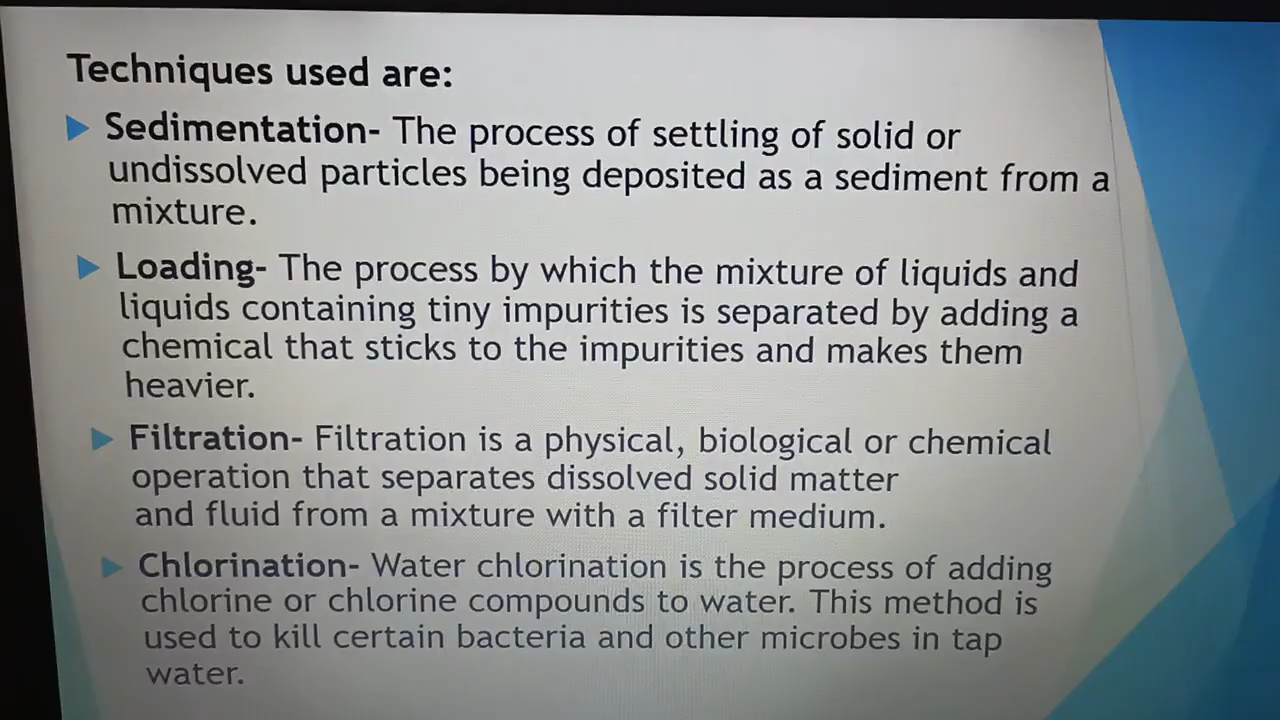 Techniques used are:
Sedimentation- The process of settling of solid or
undissolved particles being deposited as a sediment from a
mixture.
Loading- The process by which the mixture of liquids and
liquids containing tiny impurities is separated by adding a
chemical that sticks to the impurities and makes them
heavier.
Filtration- Filtration is a physical, biological or chemical
operation that separates dissolved solid matter
and fluid from a mixture with a filter medium.
Chlorination- Water chlorination is the process of adding
chlorine or chlorine compounds to water. This method is
used to kill certain bacteria and other microbes in tap
water.